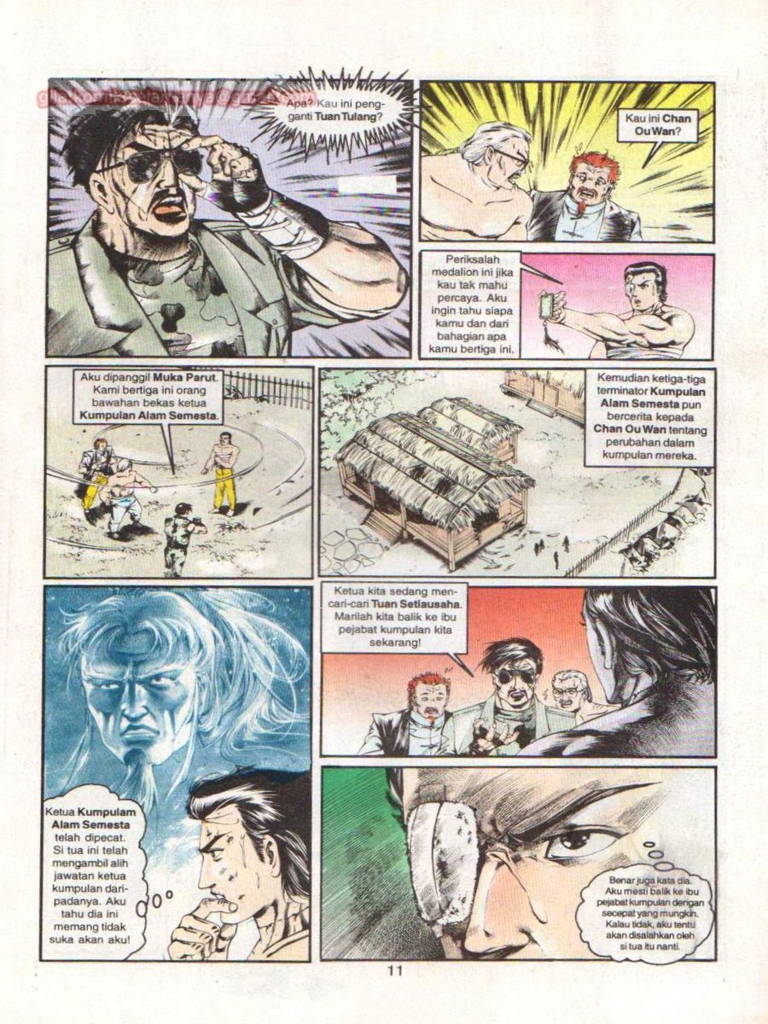 Apa? Kau ini peng-
ganti Tuan Tulang?
Kau ini Chan
Ou Wan?
Periksalah
medalion ini jika
kau tak mahu
percaya. Aku
ingin tahu siapa
kamu dan dari
bahagian apa
kamu bertiga ini.
Aku dipanggil Muka Parut.
Kami bertiga ini orang
bawahan bekas ketua
Kumpulan Alam Semesta.
Kemudian ketiga-tiga
terminator Kumpulan
Alam Semesta pun
bercerita kepada
Chan Ou Wan tentang
perubahan dalam
kumpulan mereka.
Ketua Kumpulam
Alam Semesta
telah dipecat.
Si tua ini telah
mengambil alih
jawatan ketua
kumpulan dari-
padanya. Aku
tahu dia ini
memang tidak
suka akan aku!
Ketua kita sedang men-
cari-cari Tuan Setiausaha.
Marilah kita balik ke ibu
pejabat kumpulan kita
sekarang!
Benar juga kata dia.
Aku mesti balik ke ibu
pejabat kumpulan dengan
secepat yang mungkin.
Kalau tidak, aku tentu
akan disalahkan oleh
si tua itu nanti.
11